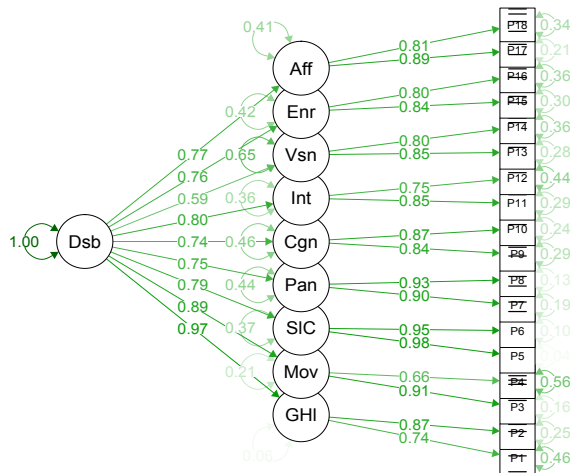 0.41
P18
0.34
0.81
P17
0.21
0.89
Aff
P16
0.36
0.80
0.42
Enr
0.84
P15
0.30
0.77
P14
0.36
0.80
0.76
0.65
Vsn
0.85
P13
0.28
0.59
P12
0.44
0.75
0.80
0.36
Int
0.85
P11
0.29
1.00
Dsb
0.74
0.46
Cgn
0.87
P10
0.24
0.84
P9
0.29
0.75
0.44
Pan
0.93
P8
0.13
0.90
P7
0.19
0.79
0.37
SIC
0.95
P6
0.10
0.98
P5
0.04
0.89
0.21
Mov
0.66
P4
0.56
0.91
P3
0.16
0.97
GHI
0.87
P2
0.25
0.06
0.74
P1
0.46